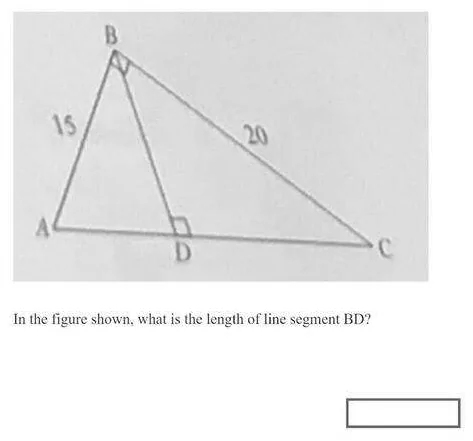 B
15
20
A
D
C
In the figure shown, what is the length of line segment BD?